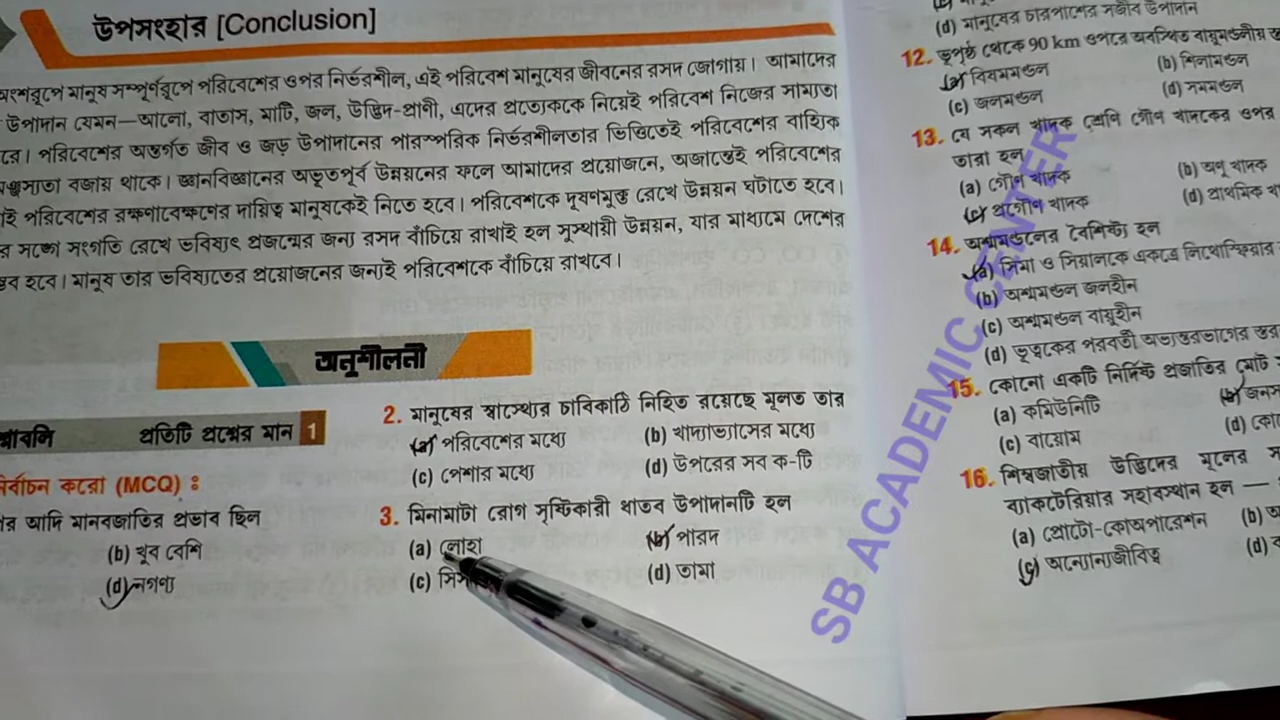 উপসংহার [Conclusion]
অংশরূপে মানুষ সম্পূর্ণরূপে পরিবেশের ওপর নির্ভরশীল, এই পরিবেশ মানুষের জীবনের রসদ জোগায়। আমাদের
উপাদান যেমন—আলো, বাতাস, মাটি, জল, উদ্ভিদ-প্রাণী, এদের প্রত্যেককে নিয়েই পরিবেশ নিজের সাম্যতা
রে। পরিবেশের অন্তর্গত জীব ও জড় উপাদানের পারস্পরিক নির্ভরশীলতার ভিত্তিতেই পরিবেশের বাহ্যিক
বজায় থাকে। জ্ঞানবিজ্ঞানের অভূতপূর্ব উন্নয়নের ফলে আমাদের প্রয়োজনে, অজান্তেই পরিবেশের
ই পরিবেশের রক্ষণাবেক্ষণের দায়িত্ব মানুষকেই নিতে হবে। পরিবেশকে দূষণমুক্ত রেখে উন্নয়ন ঘটাতে হবে।
র সঙ্গে সংগতি রেখে ভবিষ্যৎ প্রজন্মের জন্য রসদ বাঁচিয়ে রাখাই হল সুস্থায়ী উন্নয়ন, যার মাধ্যমে দেশের
ব হবে। মানুষ তার ভবিষ্যতের প্রয়োজনের জন্যই পরিবেশকে বাঁচিয়ে রাখবে।
অনুশীলনী
প্রতিটি প্রশ্নের মান 1
নির্বাচন করো (MCQ) :
র আদি মানবজাতির প্রভাব ছিল
(b) খুব বেশি
(d) নগণ্য
2. মানুষের স্বাস্থ্যের চাবিকাঠি নিহিত রয়েছে মূলত তার
(a) পরিবেশের মধ্যে (b) খাদ্যাভ্যাসের মধ্যে
(c) পেশার মধ্যে (d) উপরের সব ক-টি
3. মিনামাটা রোগ সৃষ্টিকারী ধাতব উপাদানটি হল
(a) লোহা (b) পারদ
(c) (d) তামা
(d) মানুষের চারপাশের সজীব উপাদান
12. ভূপৃষ্ঠ থেকে 90 km ওপরে অবস্থিত বায়ুমণ্ডলীয়
(a) বিষমমণ্ডল (b) শিলামণ্ডল
(c) জলমণ্ডল (d) সমমণ্ডল
13. যে সকল খাদক শ্রেণি গৌণ খাদকের ওপর
তারা হল
(a) গৌণ খাদক (b) অণু খাদক
(c) প্রগৌণ খাদক (d) প্রাথমিক
14. অশ্মমণ্ডলের বৈশিষ্ট্য হল
(a) সিমা ও সিয়ালকে একত্রে লিথোস্ফিয়ার
(b) অশ্মমণ্ডল জলহীন
(c) অশ্মমণ্ডল বায়ুহীন
(d) ভূত্বকের পরবর্তী অভ্যন্তরভাগের স্তর
15. কোনো একটি নির্দিষ্ট প্রজাতির মোট
(a) কমিউনিটি (b)
(c) বায়োম (d)
16. শিম্বজাতীয় উদ্ভিদের মূলের
ব্যাকটেরিয়ার সহাবস্থান হল —
(a) প্রোটো-কোঅপারেশন (b)
(c) অন্যোন্যজীবিত্ব (d)
SB ACADEMIC CENTER